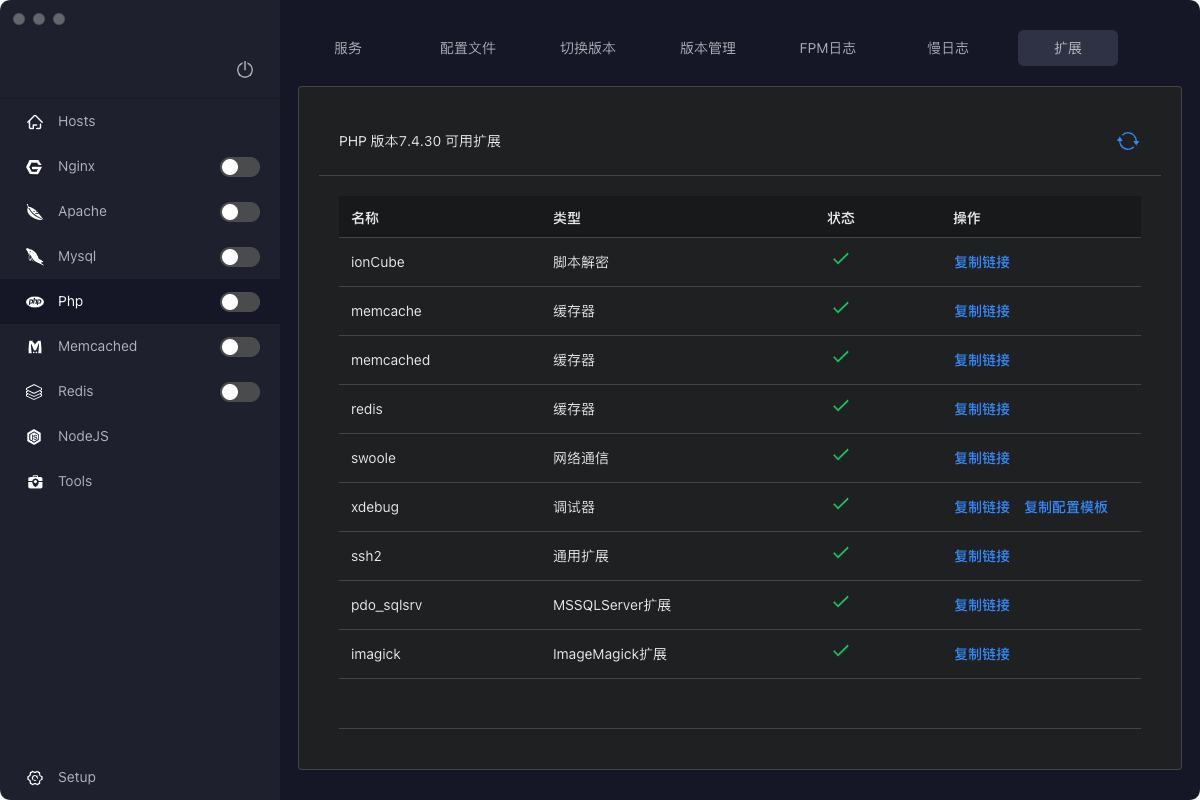 服务 配置文件 切换版本 版本管理 FPM日志 慢日志 扩展
Hosts
Nginx
Apache
Mysql
Php
Memcached
Redis
NodeJS
Tools
Setup
PHP 版本7.4.30 可用扩展
名称 类型 状态 操作
ionCube 脚本解密 复制链接
memcache 缓存器 复制链接
memcached 缓存器 复制链接
redis 缓存器 复制链接
swoole 网络通信 复制链接
xdebug 调试器 复制链接 复制配置模板
ssh2 通用扩展 复制链接
pdo_sqlsrv MSSQLServer扩展 复制链接
imagick ImageMagick扩展 复制链接